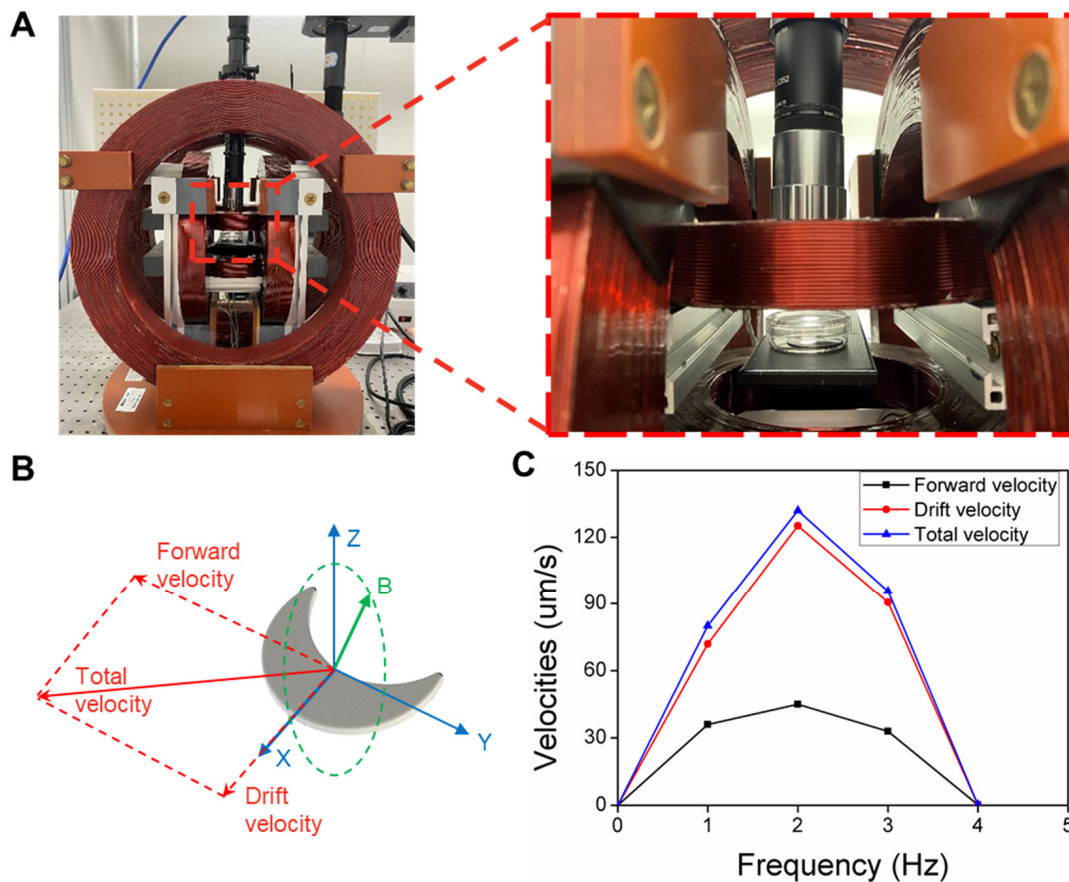 A
B
Forward
velocity
Z
B
Total
velocity
Y
X
Drift
velocity
C
150
120
90
60
30
0
0
1
2
3
4
5
Velocities (um/s)
Frequency (Hz)
Forward velocity
Drift velocity
Total velocity